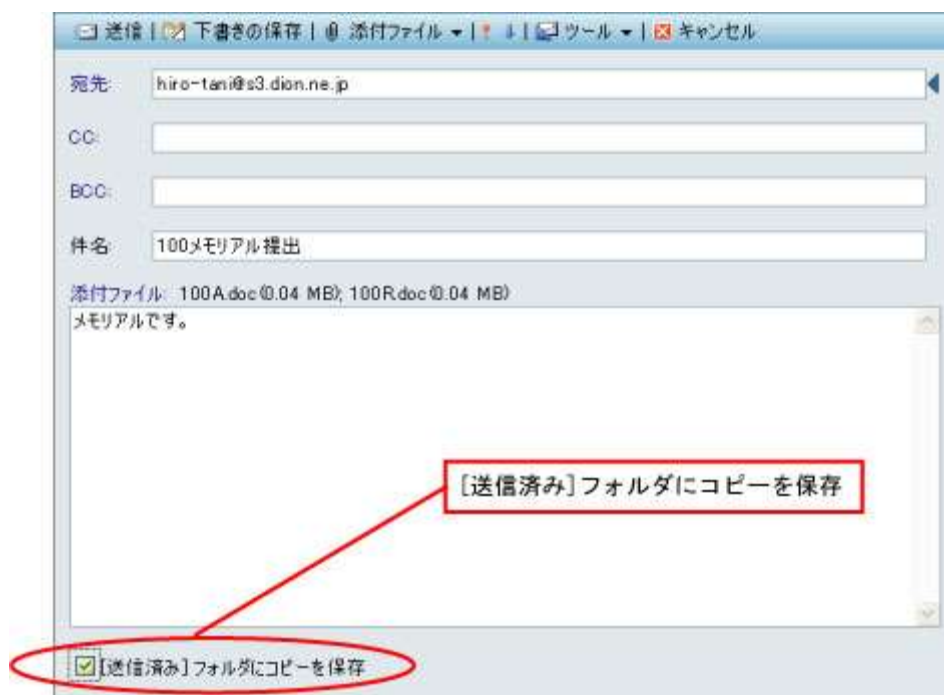 送信 | 下書きの保存 | 添付ファイル | ツール | キャンセル
宛先: hiro-tani@s3.dion.ne.jp
CC:
BCC:
件名 100メモリアル提出
添付ファイル: 100A.doc(0.04 MB); 100R.doc(0.04 MB)
メモリアルです。
[送信済み]フォルダにコピーを保存
[送信済み]フォルダにコピーを保存